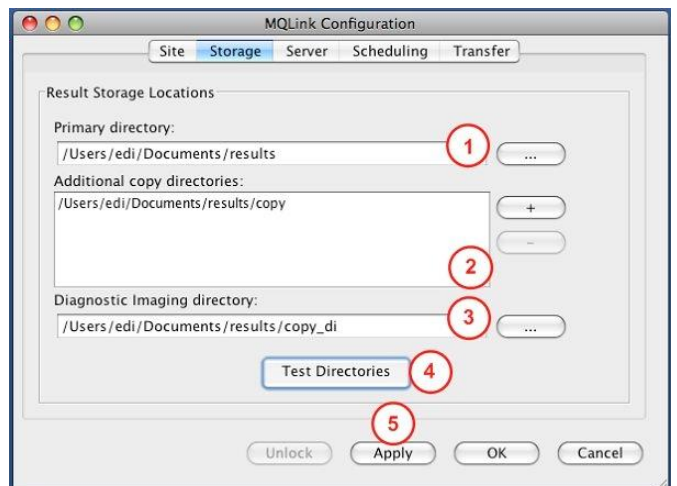 MQLink Configuration
Site Storage Server Scheduling Transfer
Result Storage Locations
Primary directory:
/Users/edi/Documents/results 1 ...
Additional copy directories:
/Users/edi/Documents/results/copy
+
-
2
Diagnostic Imaging directory:
/Users/edi/Documents/results/copy_di 3 ...
Test Directories 4
5
Unlock Apply OK Cancel